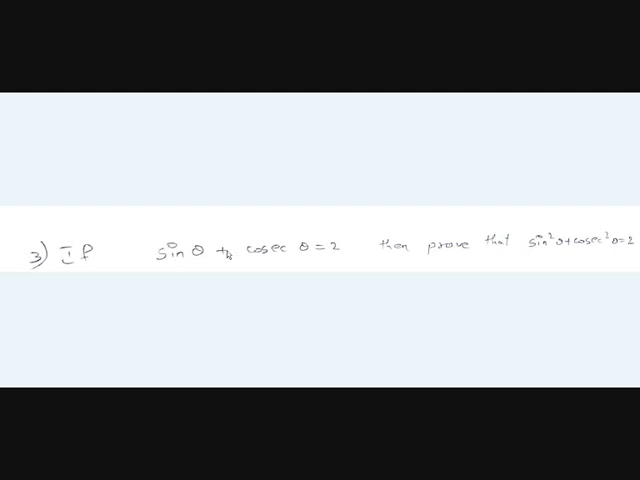 3) If sin θ + cosec θ = 2 then prove that sin² θ + cosec² θ = 2